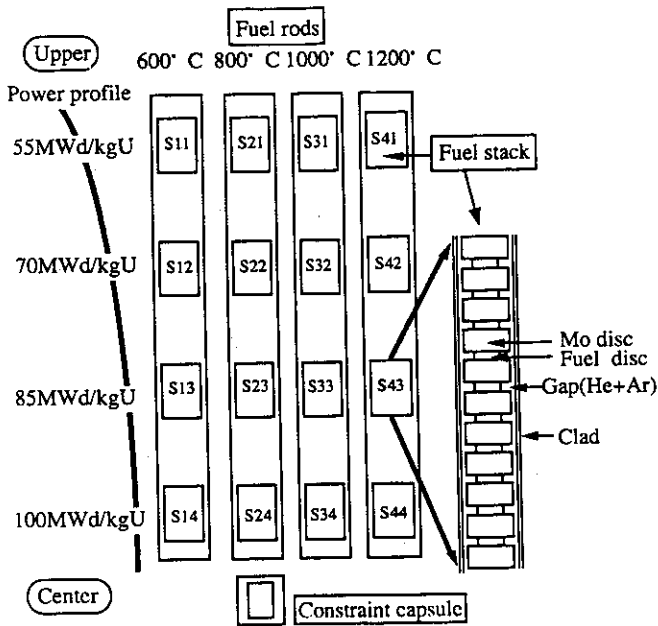 Fuel rods
Upper
600° C 800° C 1000° C 1200° C
Power profile
55MWd/kgU
S11 S21 S31 S41
Fuel stack
70MWd/kgU
S12 S22 S32 S42
Mo disc
Fuel disc
85MWd/kgU
S13 S23 S33 S43
Gap(He+Ar)
Clad
100MWd/kgU
S14 S24 S34 S44
Center
Constraint capsule